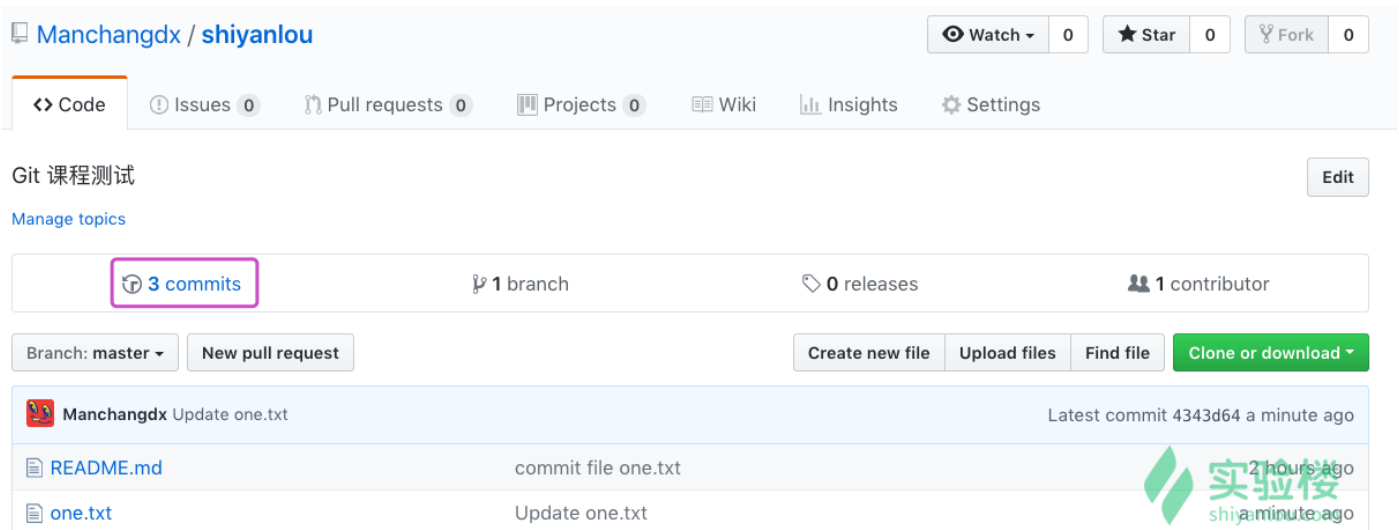 Manchangdx / shiyanlou Watch 0 Star 0 Fork 0
Code Issues 0 Pull requests 0 Projects 0 Wiki Insights Settings
Git 课程测试 Edit
Manage topics
3 commits 1 branch 0 releases 1 contributor
Branch: master New pull request Create new file Upload files Find file Clone or download
Manchangdx Update one.txt Latest commit 4343d64 a minute ago
README.md commit file one.txt 2 hours ago
one.txt Update one.txt a minute ago
实验楼
shiyanlou.com